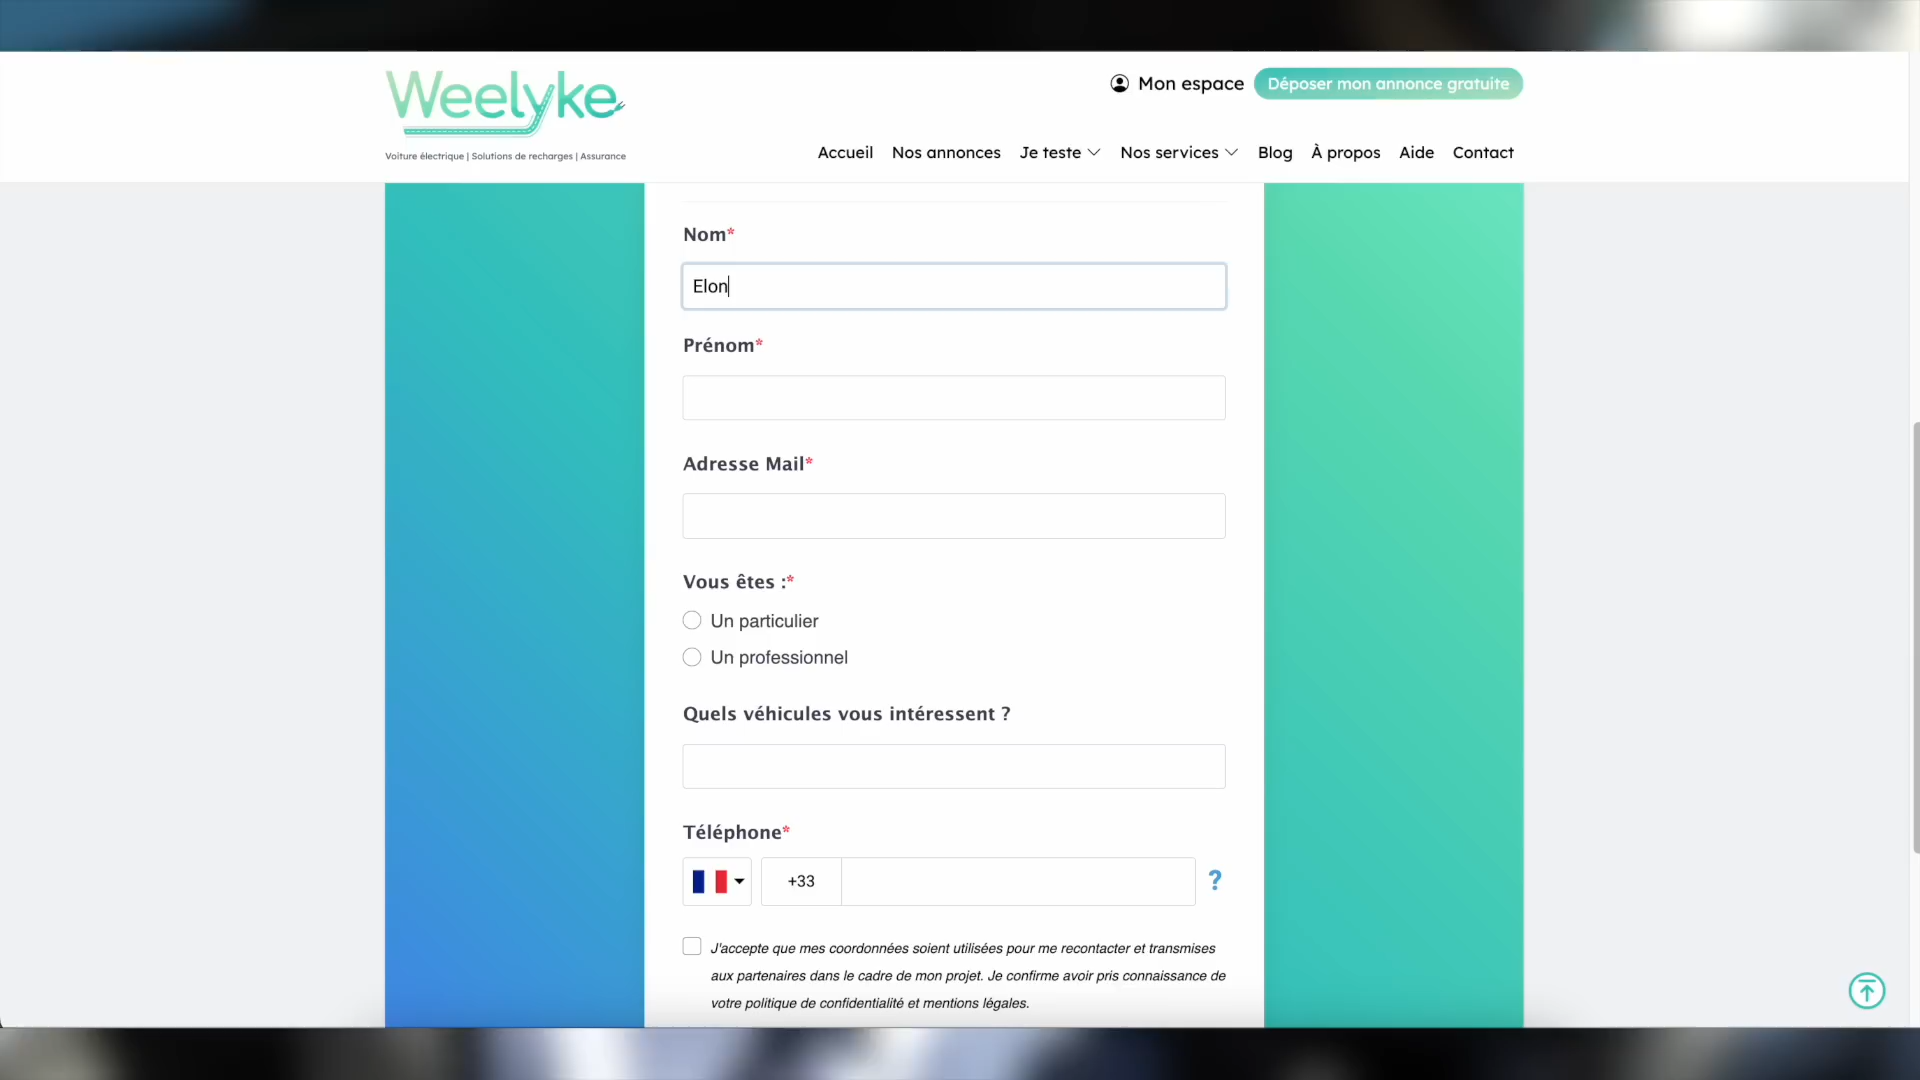 Weelyke
Voiture électrique | Solutions de recharges | Assurance
Mon espace
Déposer mon annonce gratuite
Accueil
Nos annonces
Je teste
Nos services
Blog
À propos
Aide
Contact
Nom*
Elon
Prénom*
Adresse Mail*
Vous êtes :*
Un particulier
Un professionnel
Quels véhicules vous intéressent ?
Téléphone*
+33
?
J'accepte que mes coordonnées soient utilisées pour me recontacter et transmises
aux partenaires dans le cadre de mon projet. Je confirme avoir pris connaissance de
votre politique de confidentialité et mentions légales.